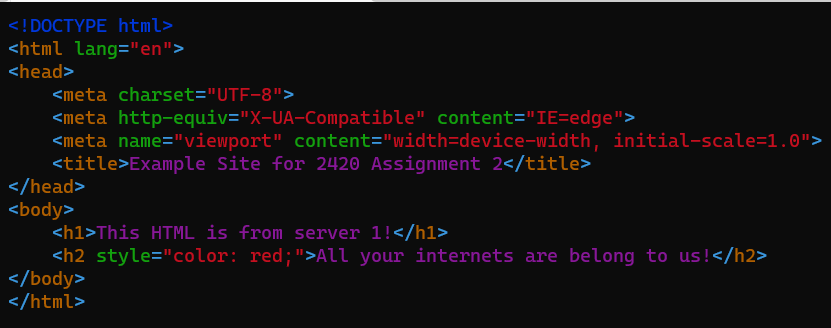 <!DOCTYPE html>
<html lang="en">
<head>
    <meta charset="UTF-8">
    <meta http-equiv="X-UA-Compatible" content="IE=edge">
    <meta name="viewport" content="width=device-width, initial-scale=1.0">
    <title>Example Site for 2420 Assignment 2</title>
</head>
<body>
    <h1>This HTML is from server 1!</h1>
    <h2 style="color: red;">All your internets are belong to us!</h2>
</body>
</html>